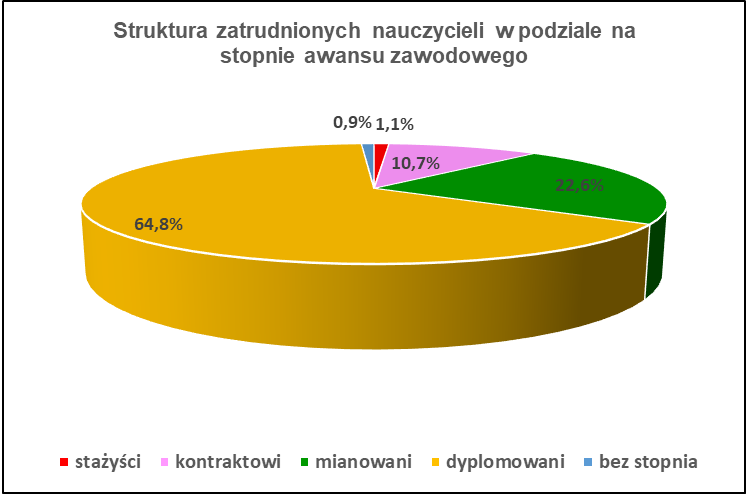 Struktura zatrudnionych nauczycieli w podziale na
stopnie awansu zawodowego
0,9%
1,1%
10,7%
22,6%
64,8%
stażyści
kontraktowi
mianowani
dyplomowani
bez stopnia